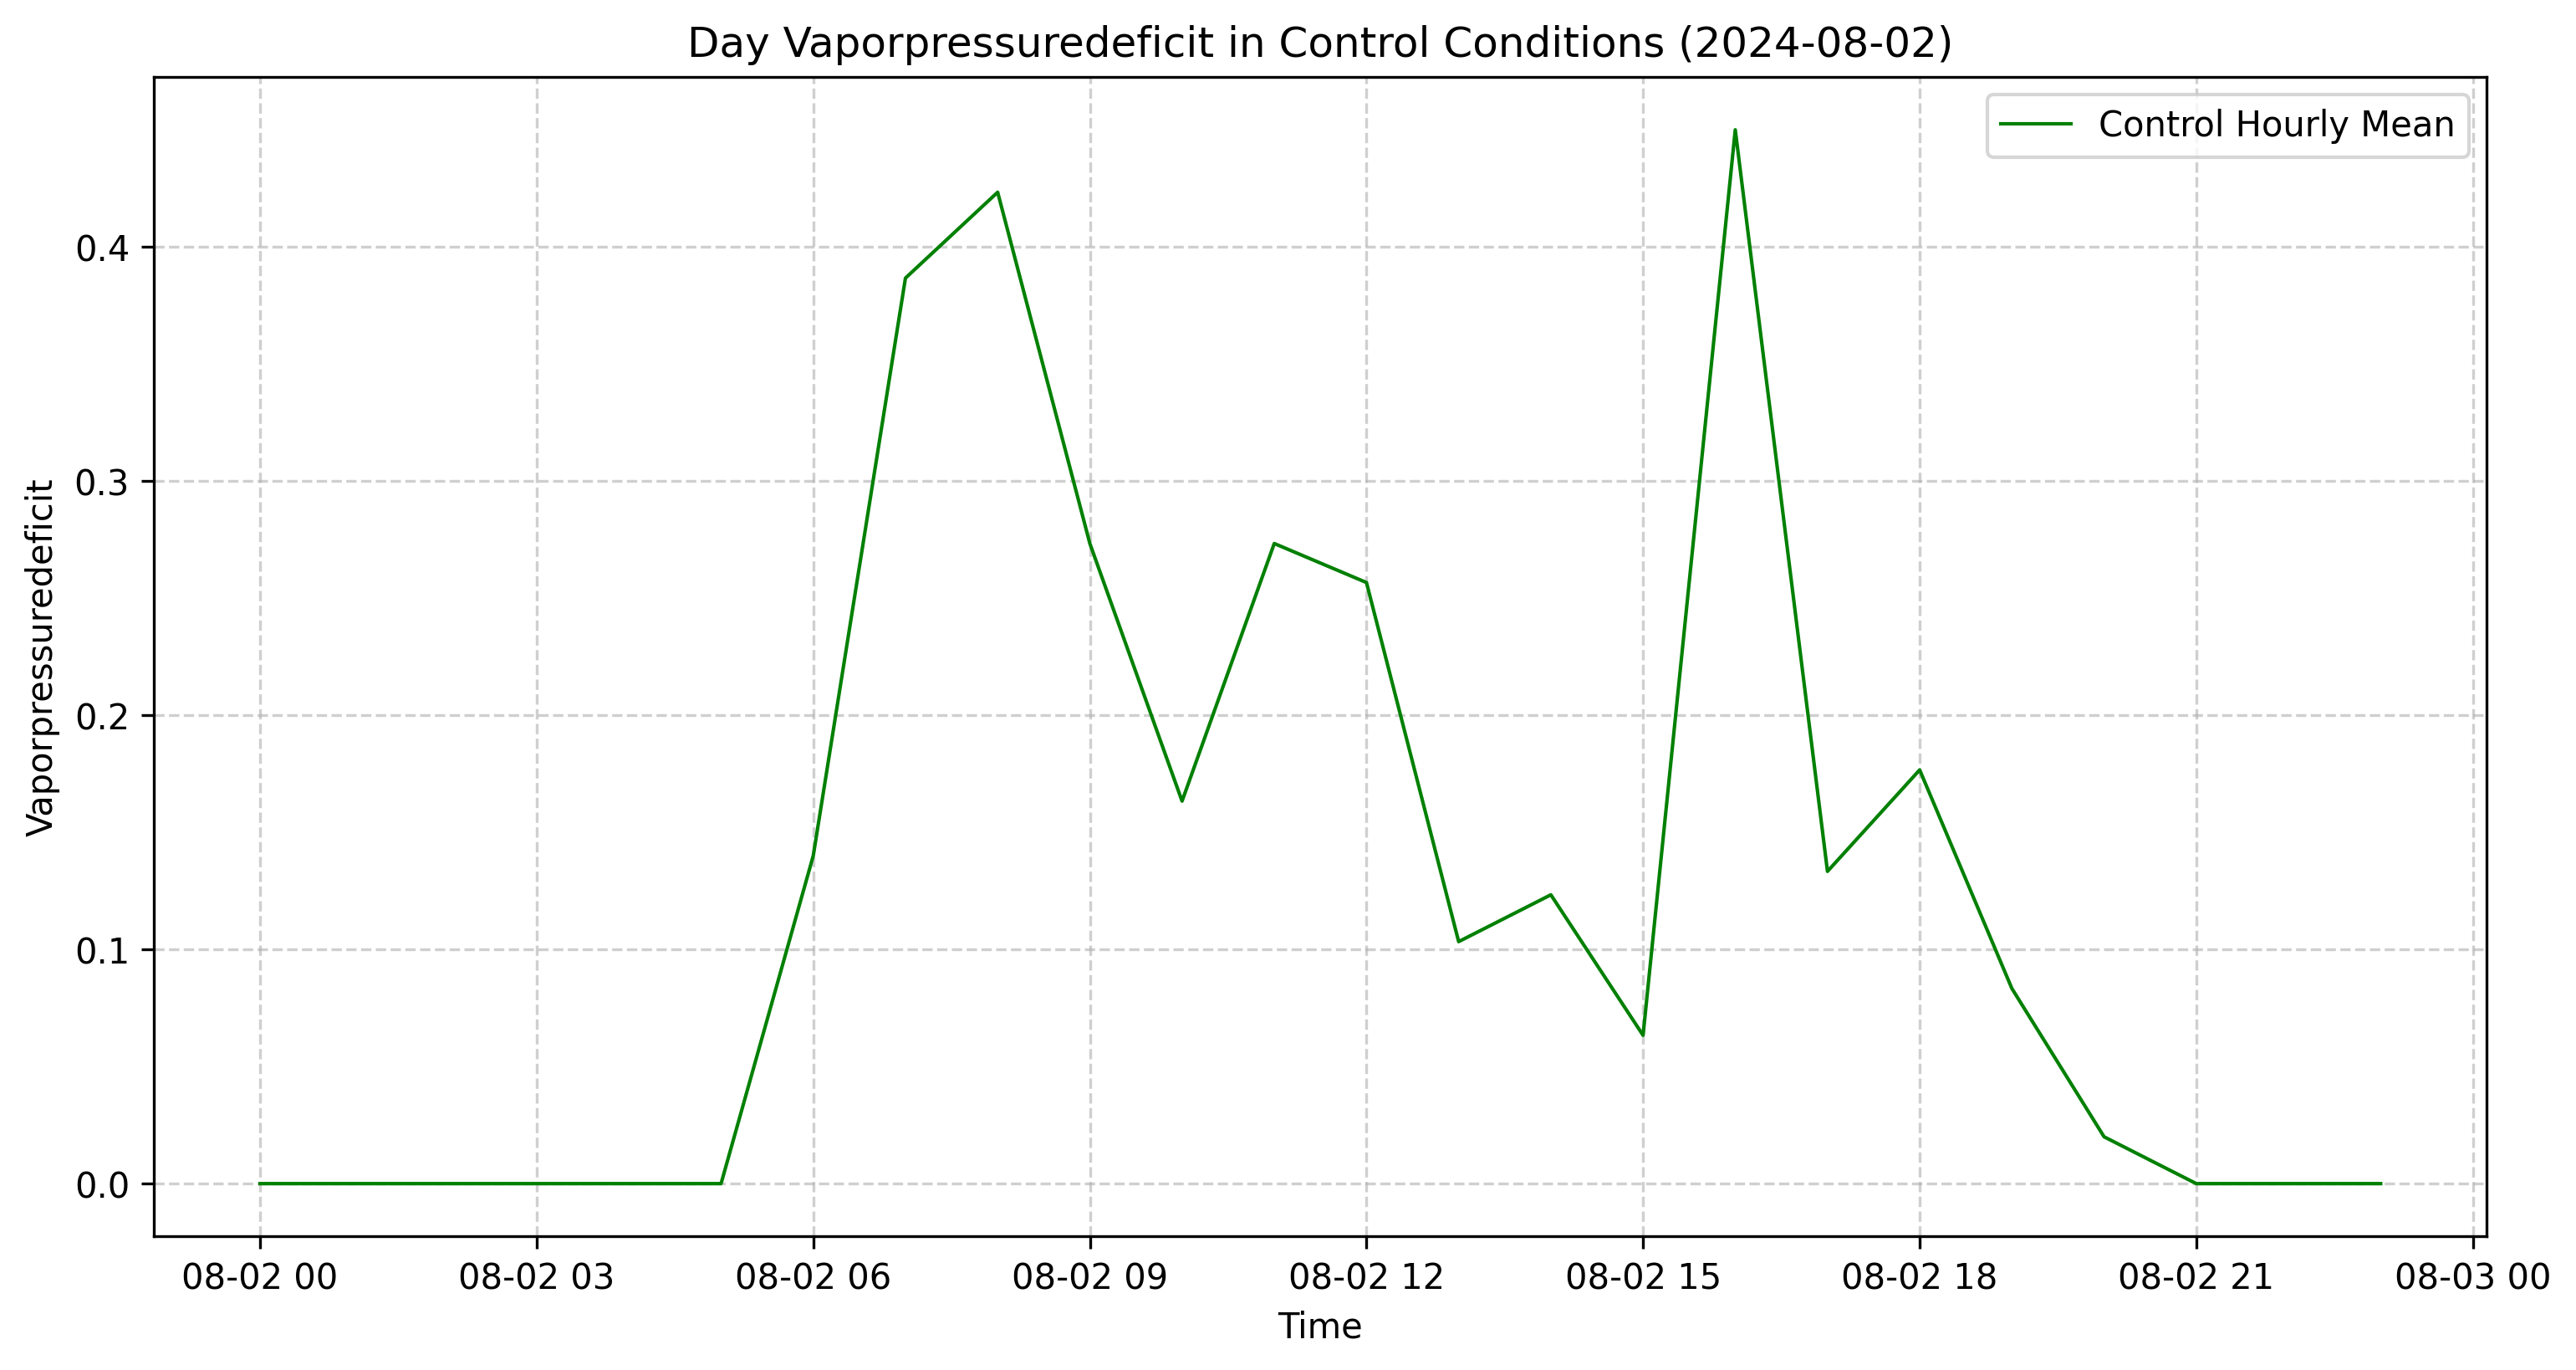 Day Vaporpressuredeficit in Control Conditions (2024-08-02)
Control Hourly Mean
Vaporpressuredeficit
0.4
0.3
0.2
0.1
0.0
08-02 00 08-02 03 08-02 06 08-02 09 08-02 12 08-02 15 08-02 18 08-02 21 08-03 00
Time